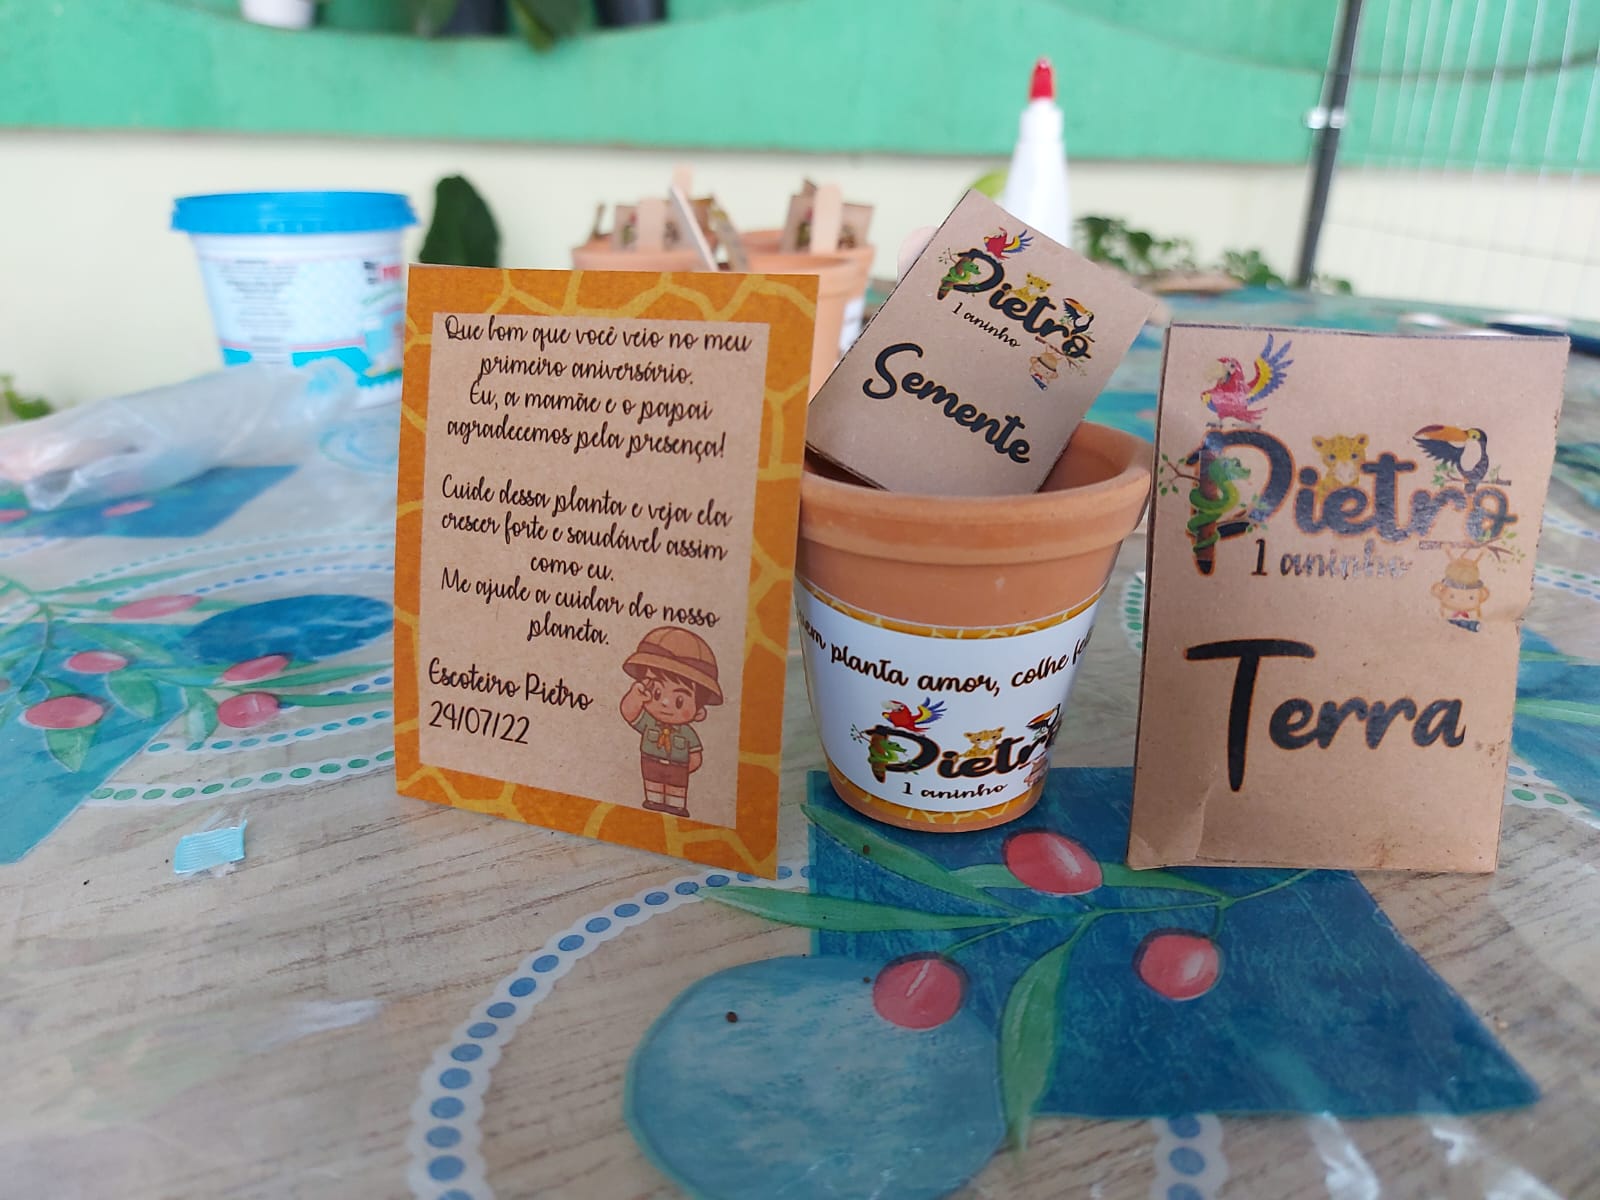 Que bom que você veio no meu
primeiro aniversário.
Eu, a mamãe e o papai
agradecemos pela presença!
Cuide dessa planta e veja ela
crescer forte e saudável assim
como eu.
Me ajude a cuidar do nosso
planeta.
Escoteiro Pietro
24/07/22
Pietro
1 aninho
Semente
planta amor, colhe
Pietro
1 aninho
Pietro
1 aninho
Terra